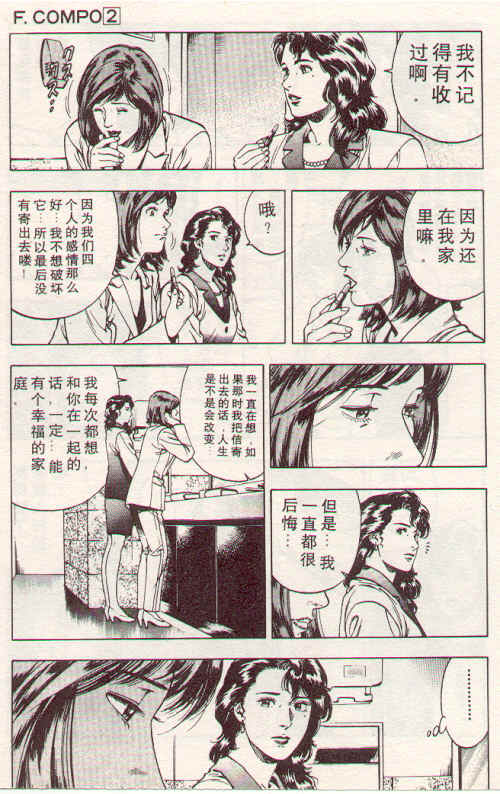 F. COMPO 2
我不记
得有收
过啊．
因为还
在我家
里嘛．
哦？
因为我们四
个人的感情那么
好…我不想破坏
它…所以最后没
有寄出去喽！
但是…我
一直都很
后悔…
我一直在想，如
果那时我把信寄
出去的话，人生
是不是会改变…
我每次都想，
和你在一起的
话，一定…能
有个幸福的家
庭．
………